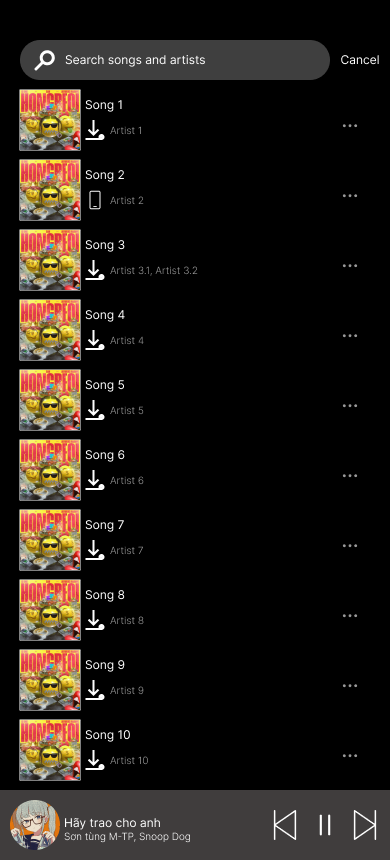 Search songs and artists
Cancel
Song 1
Artist 1
Song 2
Artist 2
Song 3
Artist 3.1, Artist 3.2
Song 4
Artist 4
Song 5
Artist 5
Song 6
Artist 6
Song 7
Artist 7
Song 8
Artist 8
Song 9
Artist 9
Song 10
Artist 10
Hãy trao cho anh
Sơn tùng M-TP, Snoop Dog